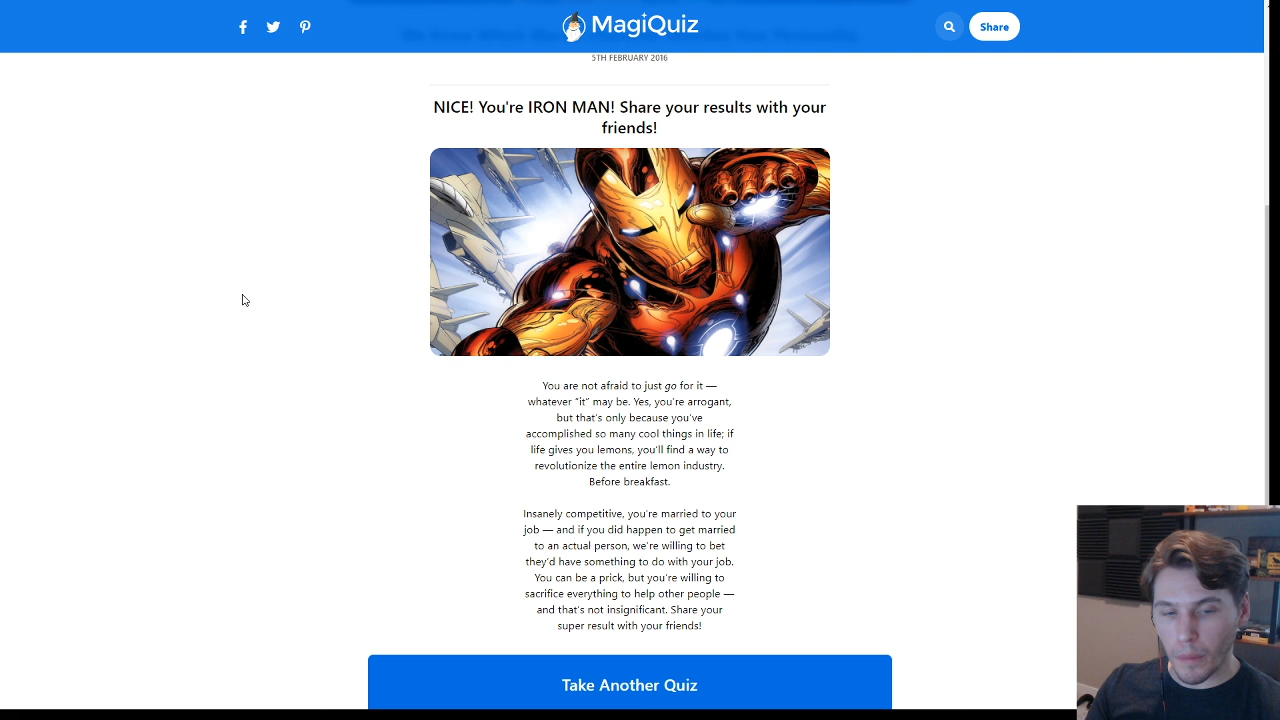 MagiQuiz
Share
5TH FEBRUARY 2016
NICE! You're IRON MAN! Share your results with your
friends!
You are not afraid to just go for it —
whatever “it” may be. Yes, you’re arrogant,
but that’s only because you’ve
accomplished so many cool things in life; if
life gives you lemons, you’ll find a way to
revolutionize the entire lemon industry.
Before breakfast.
Insanely competitive, you’re married to your
job — and if you did happen to get married
to an actual person, we’re willing to bet
they’d have something to do with your job.
You can be a prick, but you’re willing to
sacrifice everything to help other people —
and that’s not insignificant. Share your
super result with your friends!
Take Another Quiz